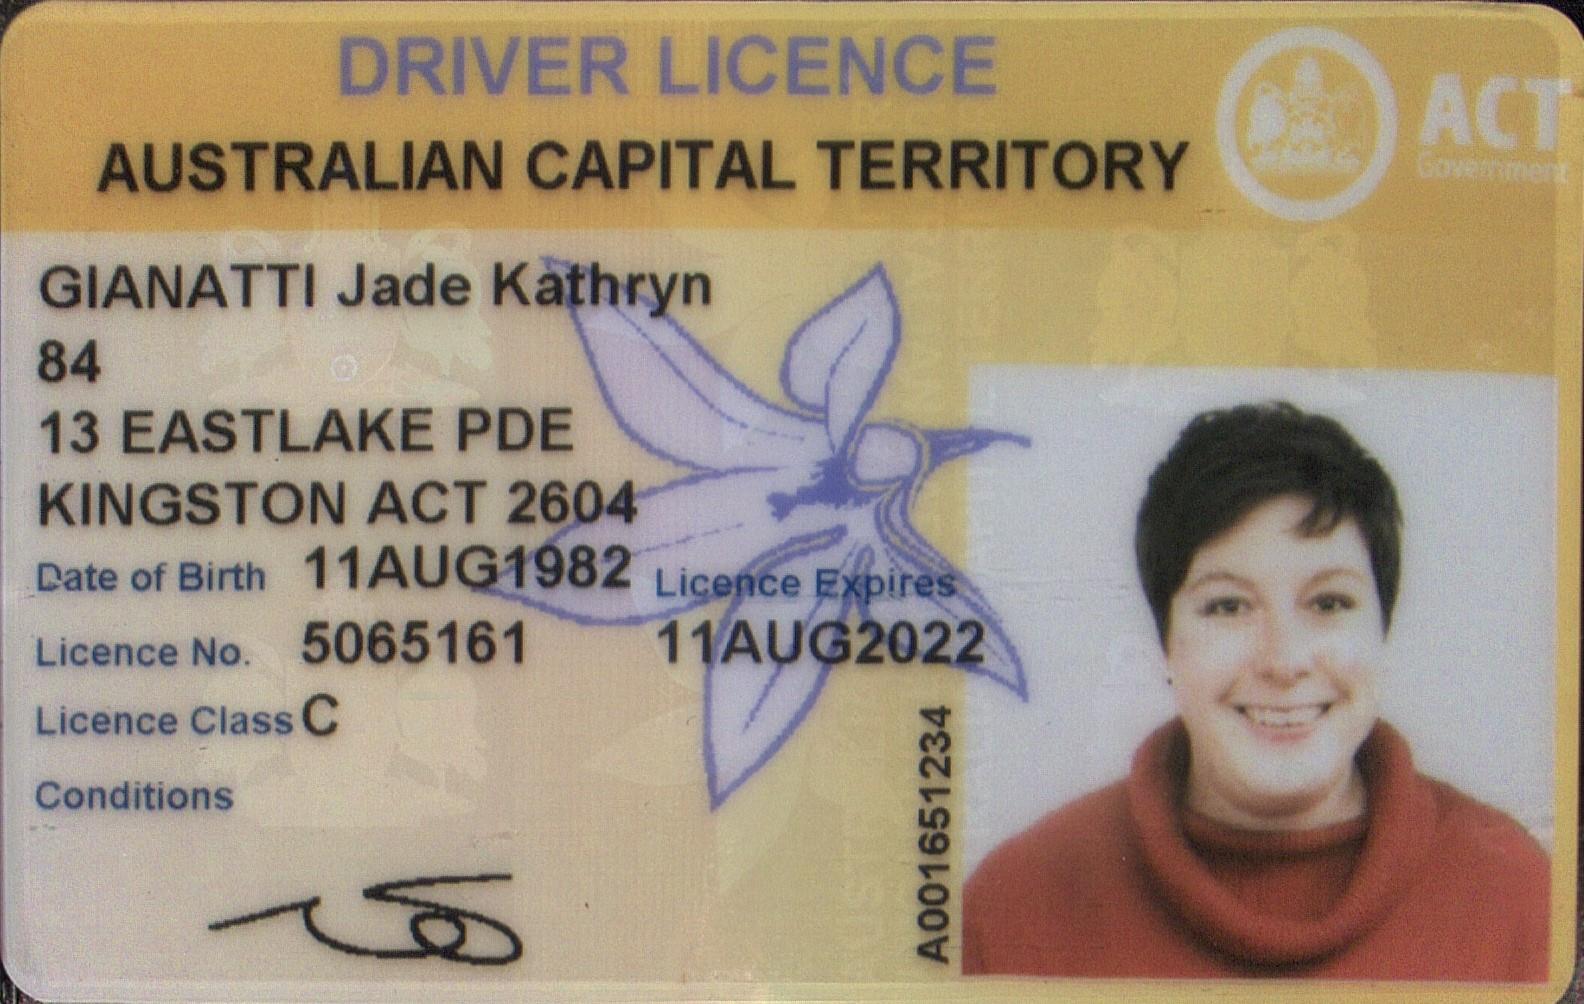 DRIVER LICENCE
AUSTRALIAN CAPITAL TERRITORY
ACT
Government
GIANATTI Jade Kathryn
84
13 EASTLAKE PDE
KINGSTON ACT 2604
Date of Birth 11AUG1982 Licence Expires
Licence No. 5065161 11AUG2022
Licence Class C
Conditions
A001651234